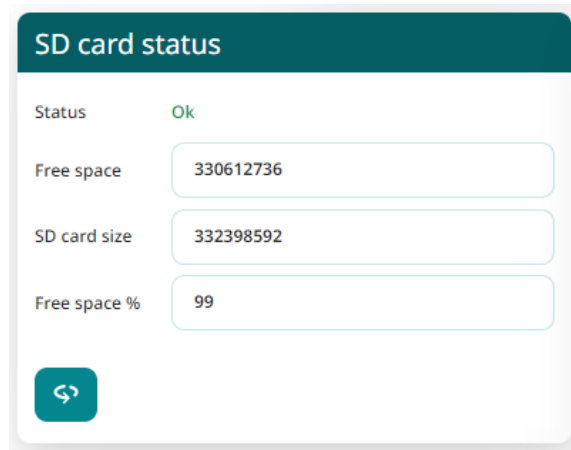 SD card status
Status Ok
Free space 330612736
SD card size 332398592
Free space % 99